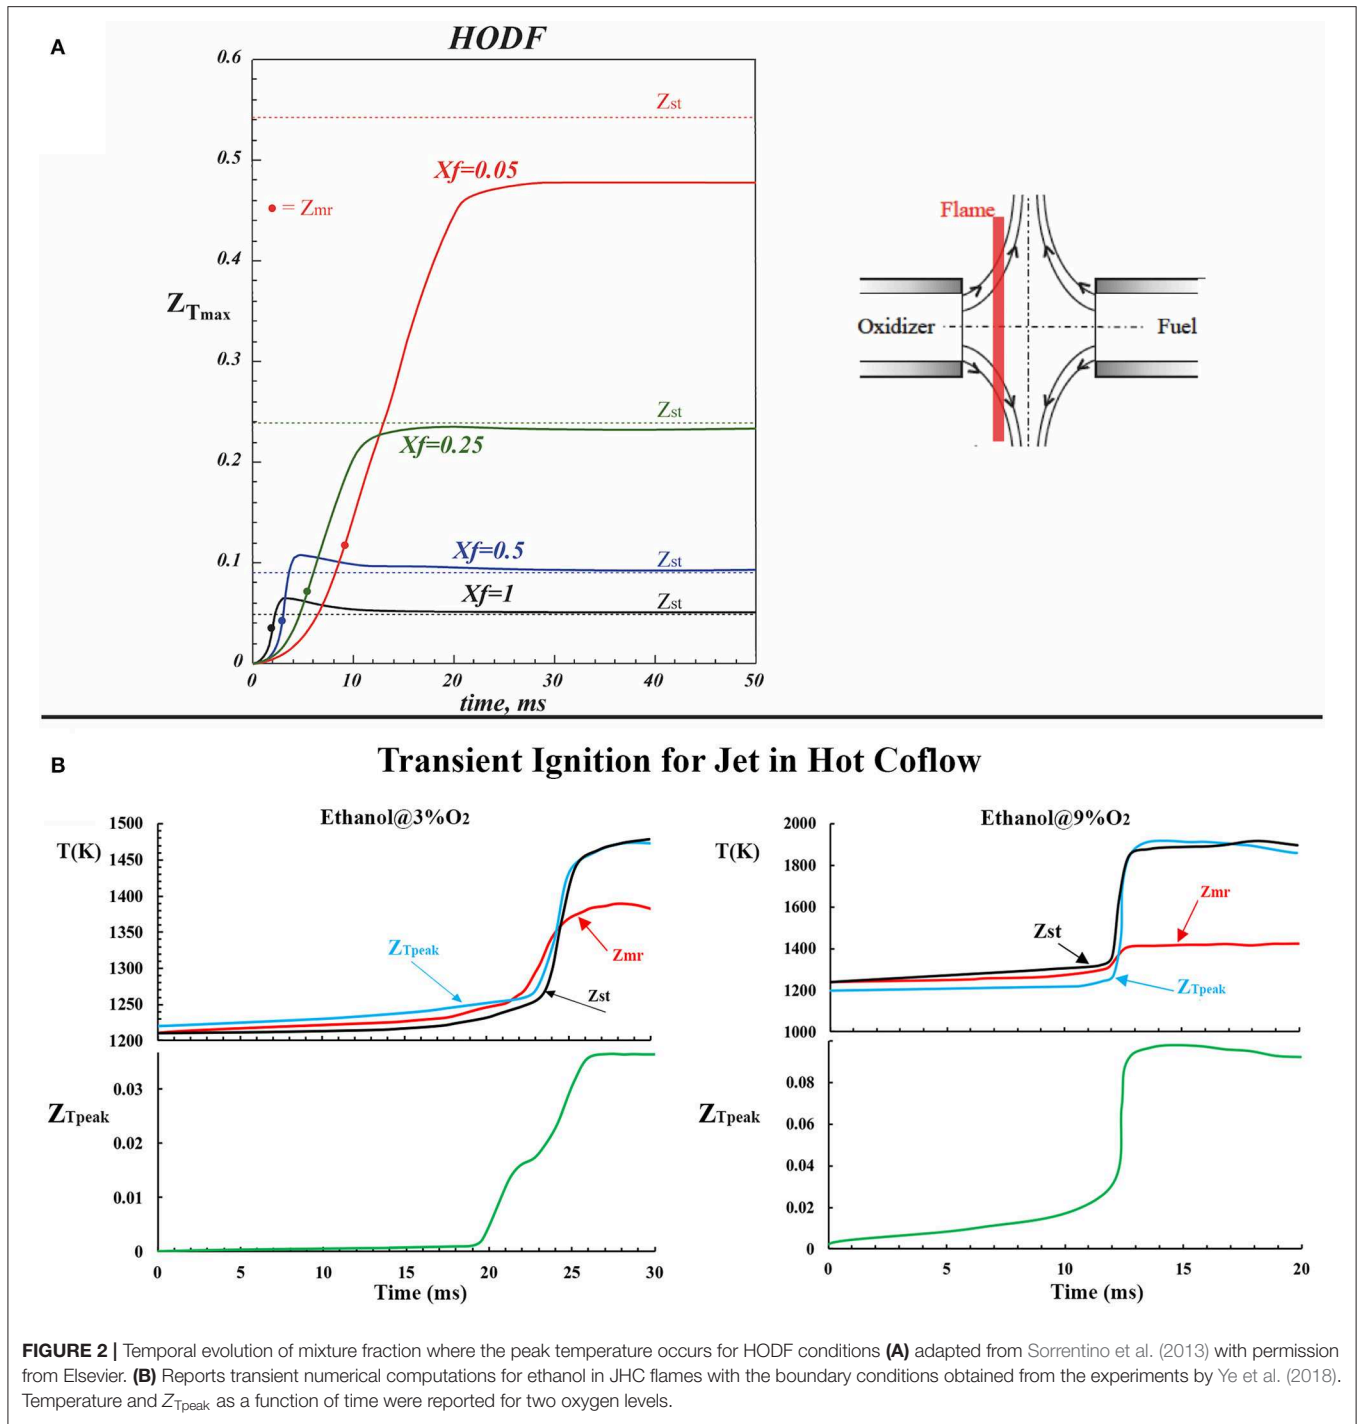 A
HODF
0.6
0.5
0.4
0.3
0.2
0.1
0
ZTmax
Zst
Xf=0.05
= Zmr
Zst
Xf=0.25
Xf=0.5
Zst
Xf=1
Zst
0 10 20 30 40 50
time, ms
Flame
Oxidizer
Fuel
B
Transient Ignition for Jet in Hot Coflow
Ethanol@3%O2
T(K)
1500
1450
1400
1350
1300
1250
1200
ZTpeak
Zmr
Zst
ZTpeak
0.03
0.02
0.01
0
0 5 10 15 20 25 30
Time (ms)
Ethanol@9%O2
T(K)
2000
1800
1600
1400
1200
1000
Zmr
Zst
ZTpeak
ZTpeak
0.08
0.06
0.04
0.02
0
0 5 10 15 20
Time (ms)
FIGURE 2 | Temporal evolution of mixture fraction where the peak temperature occurs for HODF conditions (A) adapted from Sorrentino et al. (2013) with permission
from Elsevier. (B) Reports transient numerical computations for ethanol in JHC flames with the boundary conditions obtained from the experiments by Ye et al. (2018).
Temperature and ZTpeak as a function of time were reported for two oxygen levels.